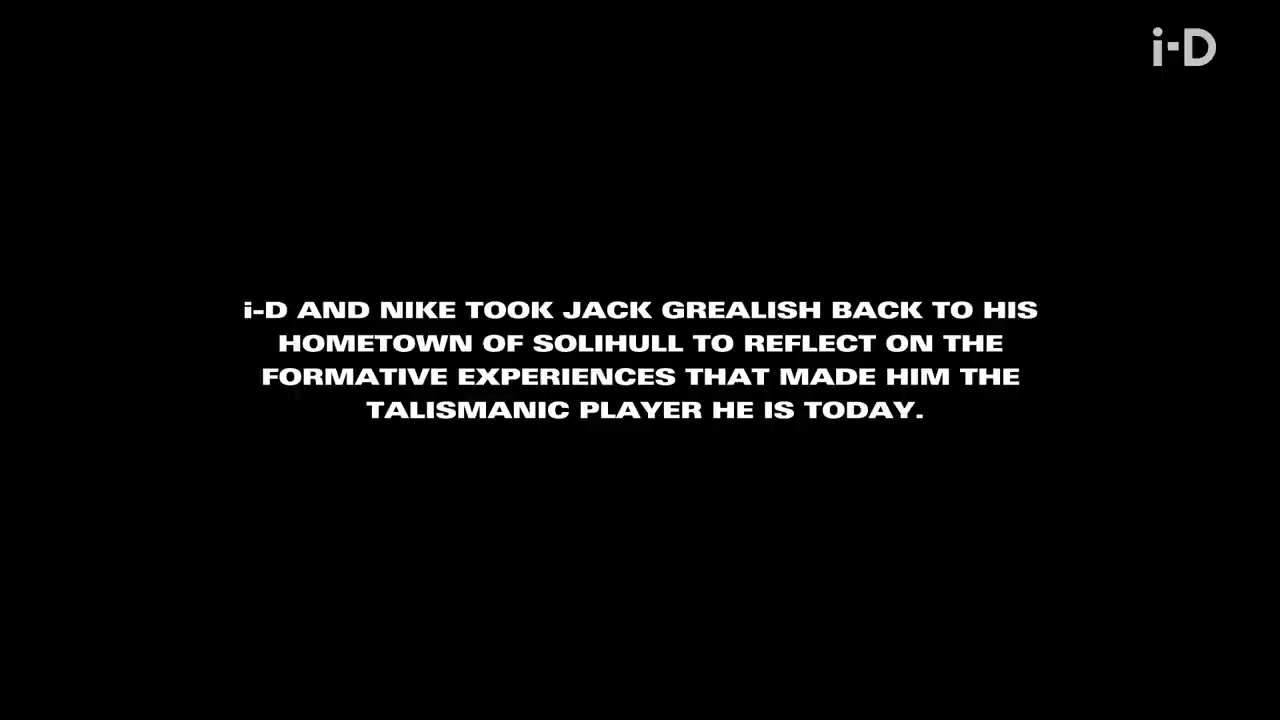 i-D
i-D AND NIKE TOOK JACK GREALISH BACK TO HIS
HOMETOWN OF SOLIHULL TO REFLECT ON THE
FORMATIVE EXPERIENCES THAT MADE HIM THE
TALISMANIC PLAYER HE IS TODAY.